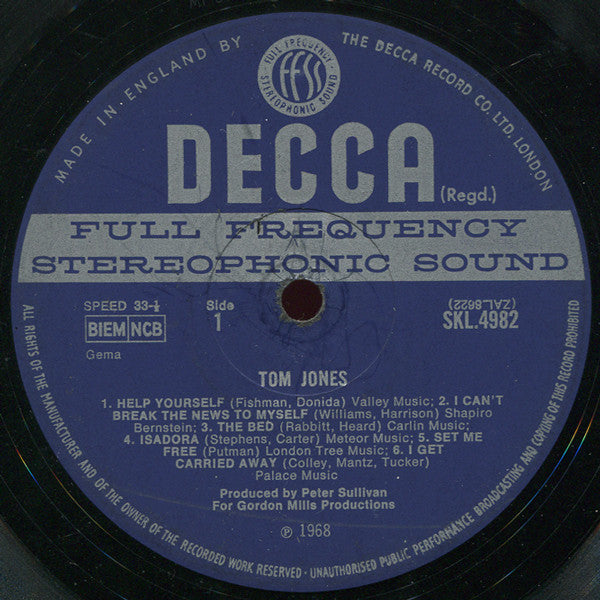 MADE IN ENGLAND BY
THE DECCA RECORD CO. LTD. LONDON
FULL FREQUENCY
ffss
STEREOPHONIC SOUND
DECCA (Regd.)
FULL FREQUENCY
STEREOPHONIC SOUND
SPEED 33-⅓ Side (ZAL.8622)
BIEM NCB 1 SKL.4982
Gema
TOM JONES
1. HELP YOURSELF (Fishman, Donida) Valley Music; 2. I CAN'T
BREAK THE NEWS TO MYSELF (Williams, Harrison) Shapiro
Bernstein; 3. THE BED (Rabbitt, Heard) Carlin Music;
4. ISADORA (Stephens, Carter) Meteor Music; 5. SET ME
FREE (Putman) London Tree Music; 6. I GET
CARRIED AWAY (Colley, Mantz, Tucker)
Palace Music
Produced by Peter Sullivan
For Gordon Mills Productions
℗ 1968
ALL RIGHTS OF THE MANUFACTURER AND OF THE OWNER OF THE RECORDED WORK RESERVED · UNAUTHORISED PUBLIC PERFORMANCE BROADCASTING AND COPYING OF THIS RECORD PROHIBITED